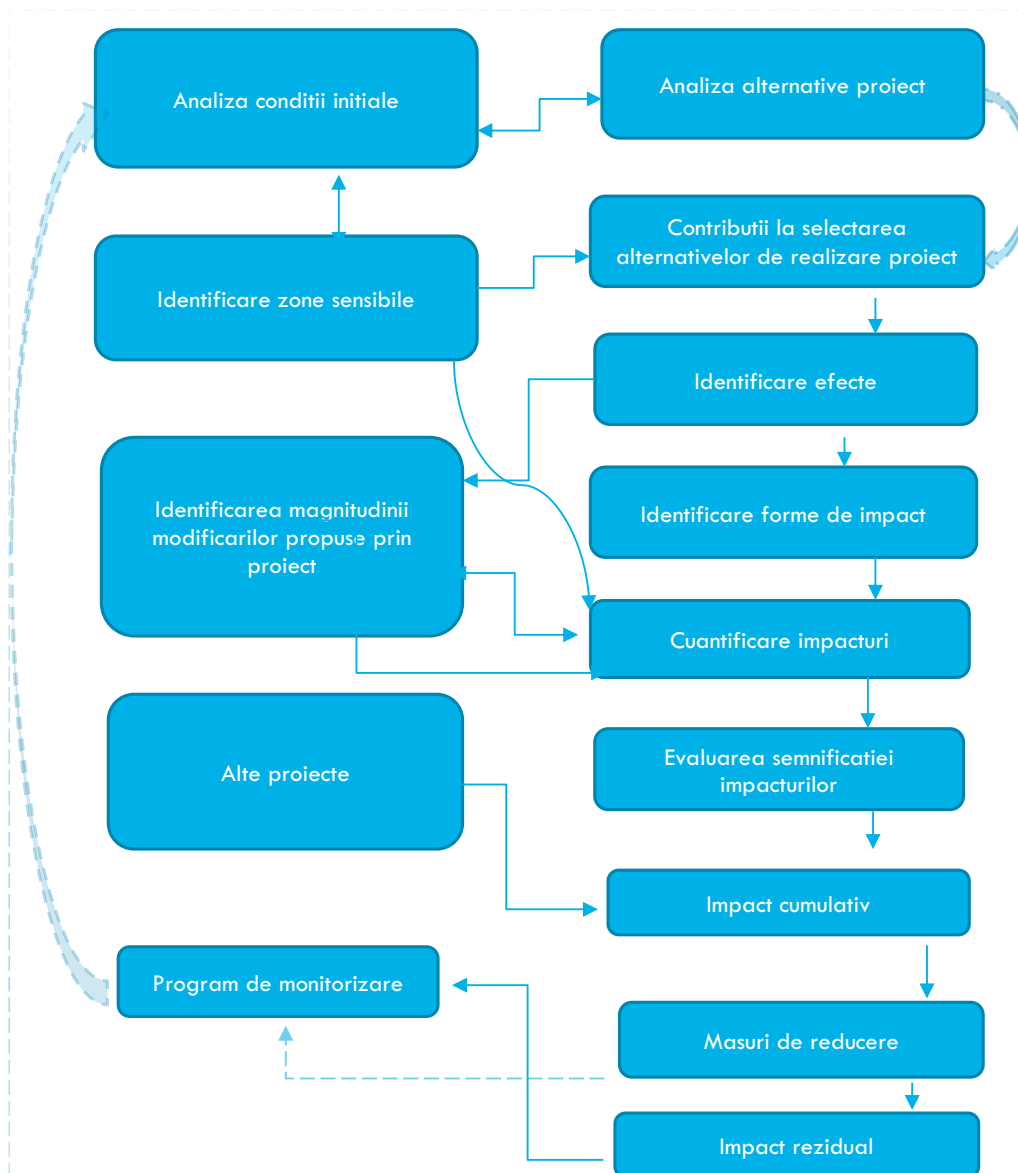 Analiza conditii initiale
Analiza alternative proiect
Contributii la selectarea
alternativelor de realizare proiect
Identificare zone sensibile
Identificare efecte
Identificarea magnitudinii
modificarilor propuse prin
proiect
Identificare forme de impact
Cuantificare impacturi
Alte proiecte
Evaluarea semnificatiei
impacturilor
Impact cumulativ
Program de monitorizare
Masuri de reducere
Impact rezidual